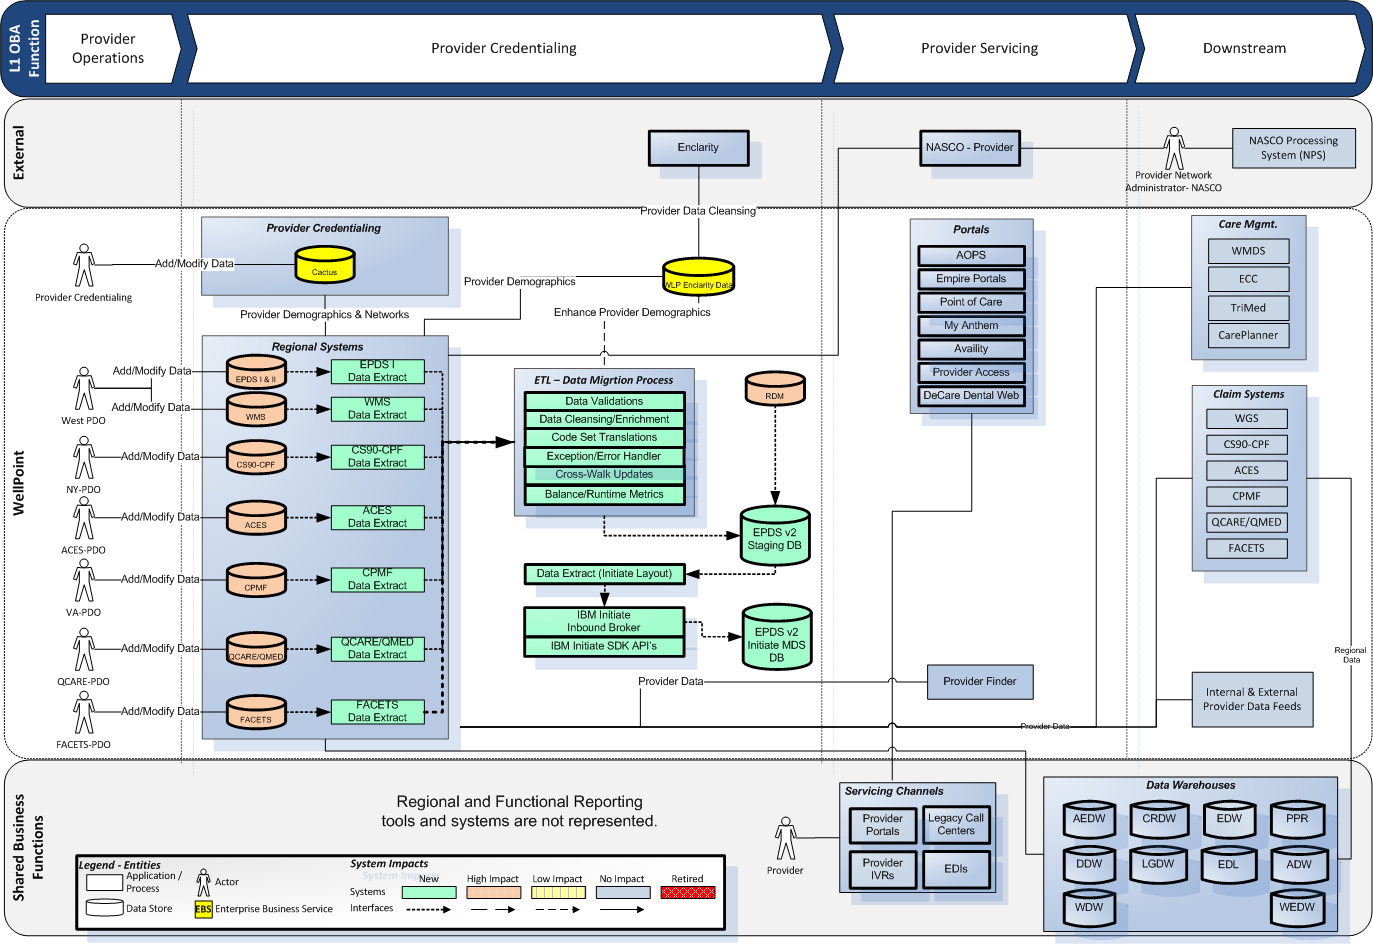 L1 OBA
Function
Provider
Operations
Provider Credentialing
Provider Servicing
Downstream
External
Enclarity
NASCO - Provider
Provider Network
Administrator- NASCO
NASCO Processing
System (NPS)
WellPoint
Provider Data Cleansing
Provider Credentialing
Cactus
Add/Modify Data
Provider Credentialing
Provider Demographics
WLP Enclarity Data
Provider Demographics & Networks
Enhance Provider Demographics
Portals
AOPS
Empire Portals
Point of Care
My Anthem
Availity
Provider Access
DeCare Dental Web
Care Mgmt.
WMDS
ECC
TriMed
CarePlanner
Regional Systems
Add/Modify Data
EPDS I & II
EPDS I
Data Extract
West PDO
Add/Modify Data
WMS
WMS
Data Extract
Add/Modify Data
CS90-CPF
CS90-CPF
Data Extract
NY-PDO
Add/Modify Data
ACES
ACES
Data Extract
ACES-PDO
Add/Modify Data
CPMF
CPMF
Data Extract
VA-PDO
Add/Modify Data
QCARE/QMED
QCARE/QMED
Data Extract
QCARE-PDO
Add/Modify Data
FACETS
FACETS
Data Extract
FACETS-PDO
ETL – Data Migrtion Process
Data Validations
Data Cleansing/Enrichment
Code Set Translations
Exception/Error Handler
Cross-Walk Updates
Balance/Runtime Metrics
RDM
EPDS v2
Staging DB
Data Extract (Initiate Layout)
IBM Initiate
Inbound Broker
IBM Initiate SDK API's
EPDS v2
Initiate MDS
DB
Claim Systems
WGS
CS90-CPF
ACES
CPMF
QCARE/QMED
FACETS
Regional
Data
Provider Data
Provider Finder
Internal & External
Provider Data Feeds
Provider Data
Shared Business
Functions
Regional and Functional Reporting
tools and systems are not represented.
Provider
Servicing Channels
Provider
Portals
Legacy Call
Centers
Provider
IVRs
EDIs
Data Warehouses
AEDW
CRDW
EDW
PPR
DDW
LGDW
EDL
ADW
WDW
WEDW
Legend - Entities
Application /
Process
Actor
Data Store
EBS
Enterprise Business Service
System Impacts
System Impacts
New
High Impact
Low Impact
No Impact
Retired
Systems
Interfaces